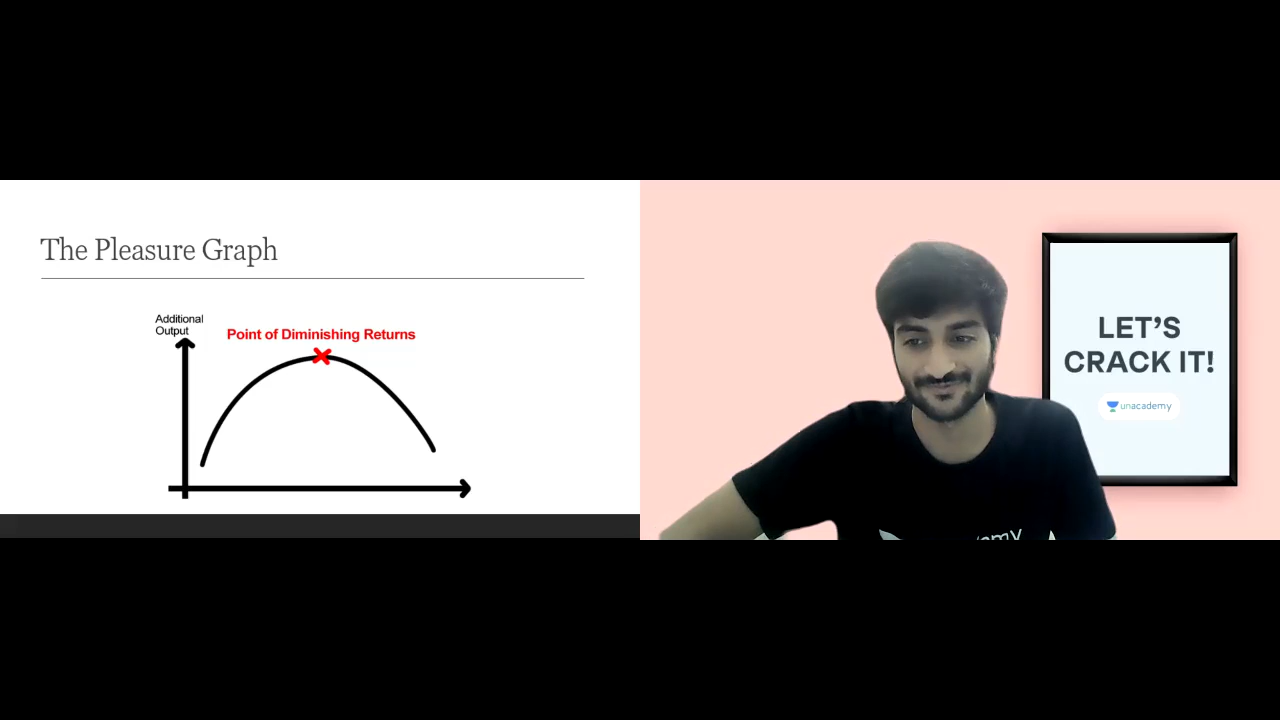 The Pleasure Graph
Additional
Output
Point of Diminishing Returns
LET'S
CRACK IT!
unacademy